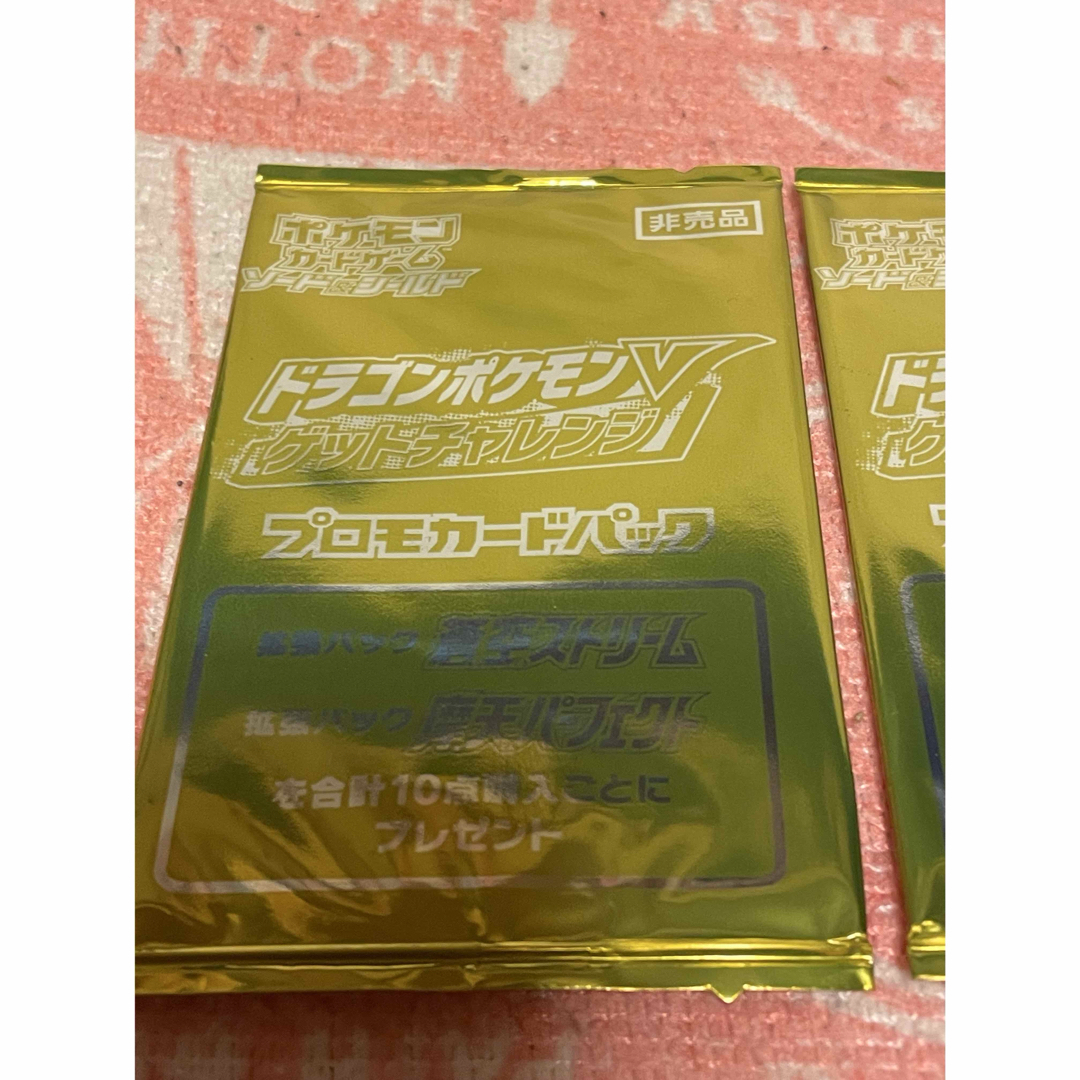 MOTN
非売品
ポケモン
カードゲーム
ソード&シールド
ドラゴンポケモンV
ゲットチャレンジ
プロモカードパック
拡張パック 蒼空ストリーム
拡張パック 摩天パーフェクト
を合計10点購入ごとに
プレゼント